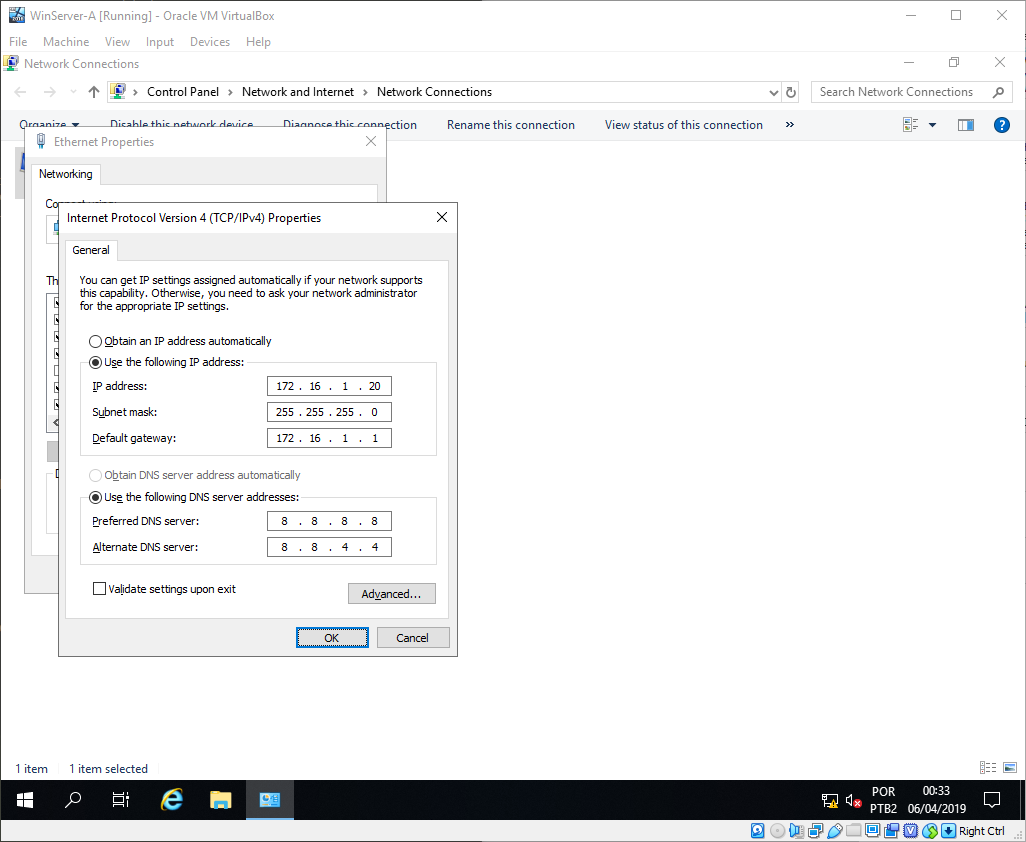 WinServer-A [Running] - Oracle VM VirtualBox
File Machine View Input Devices Help
Network Connections
Control Panel > Network and Internet > Network Connections
Search Network Connections
Organize Disable this network device Diagnose this connection Rename this connection View status of this connection »
Ethernet Properties
Networking
Connect using:
Internet Protocol Version 4 (TCP/IPv4) Properties
General
You can get IP settings assigned automatically if your network supports
this capability. Otherwise, you need to ask your network administrator
for the appropriate IP settings.
Obtain an IP address automatically
Use the following IP address:
IP address: 172 . 16 . 1 . 20
Subnet mask: 255 . 255 . 255 . 0
Default gateway: 172 . 16 . 1 . 1
Obtain DNS server address automatically
Use the following DNS server addresses:
Preferred DNS server: 8 . 8 . 8 . 8
Alternate DNS server: 8 . 8 . 4 . 4
Validate settings upon exit
Advanced...
OK Cancel
1 item 1 item selected
POR 00:33
PTB2 06/04/2019
Right Ctrl